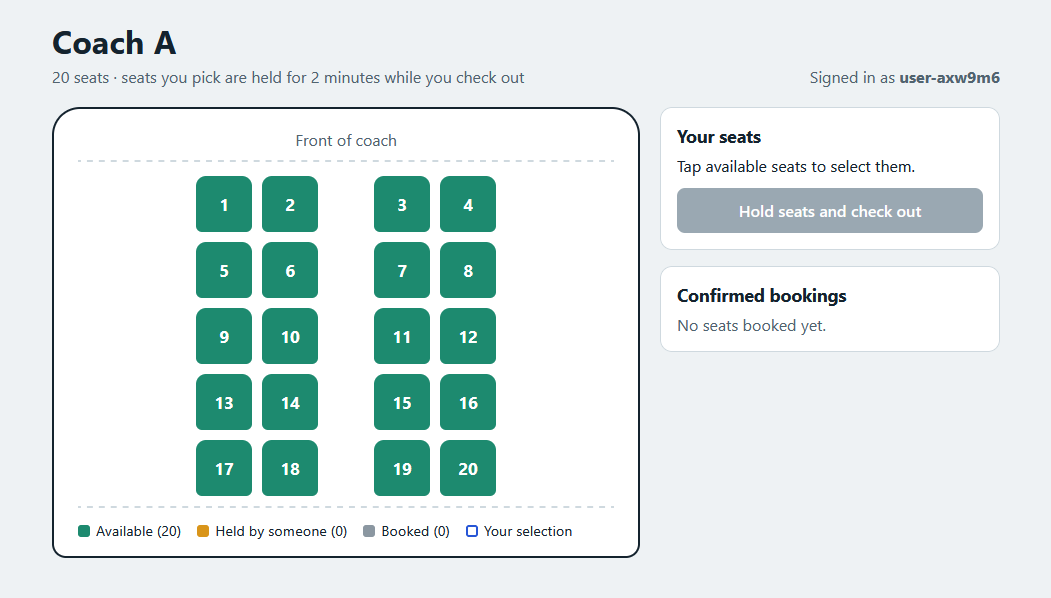 Coach A
20 seats · seats you pick are held for 2 minutes while you check out
Signed in as user-axw9m6
Front of coach
1 2 3 4
5 6 7 8
9 10 11 12
13 14 15 16
17 18 19 20
Available (20) Held by someone (0) Booked (0) Your selection
Your seats
Tap available seats to select them.
Hold seats and check out
Confirmed bookings
No seats booked yet.